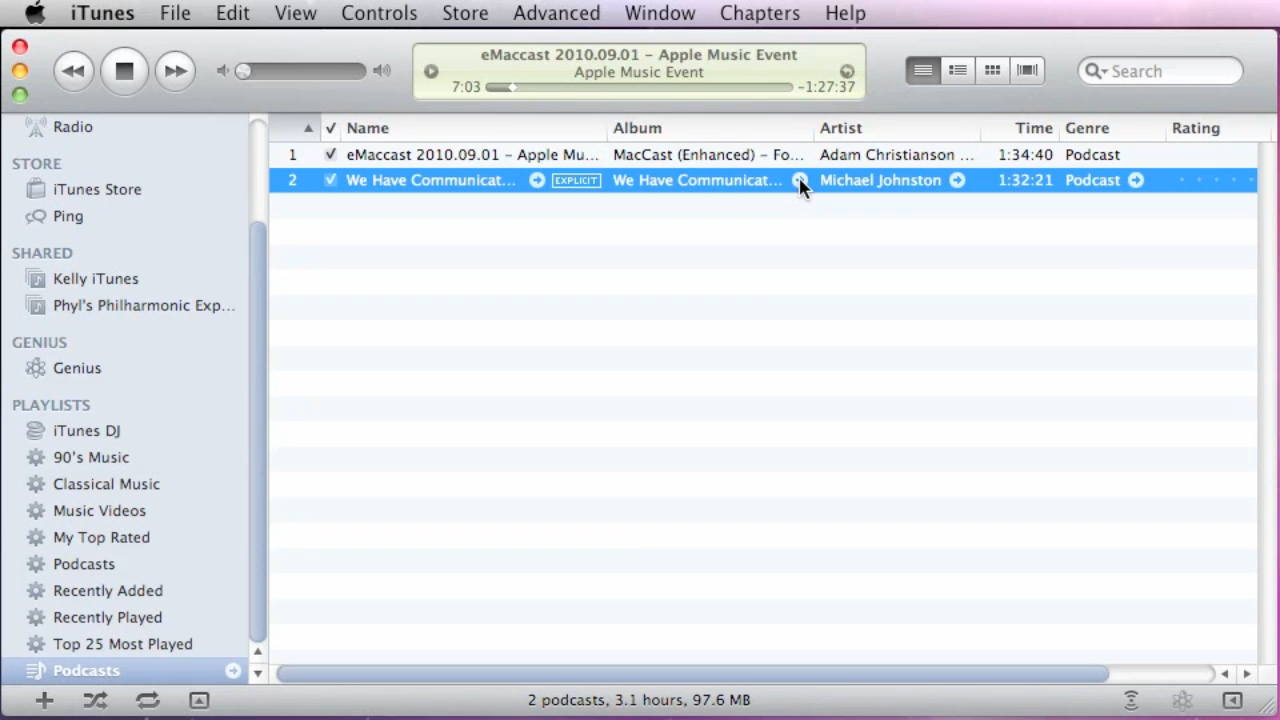 iTunes File Edit View Controls Store Advanced Window Chapters Help
eMaccast 2010.09.01 – Apple Music Event
Apple Music Event
7:03 -1:27:37
Search
Radio
STORE
iTunes Store
Ping
SHARED
Kelly iTunes
Phyl's Philharmonic Exp...
GENIUS
Genius
PLAYLISTS
iTunes DJ
90's Music
Classical Music
Music Videos
My Top Rated
Podcasts
Recently Added
Recently Played
Top 25 Most Played
Podcasts
Name Album Artist Time Genre Rating
1 eMaccast 2010.09.01 – Apple Mu... MacCast (Enhanced) – Fo... Adam Christianson ... 1:34:40 Podcast
2 We Have Communicat... EXPLICIT We Have Communicat... Michael Johnston 1:32:21 Podcast
2 podcasts, 3.1 hours, 97.6 MB